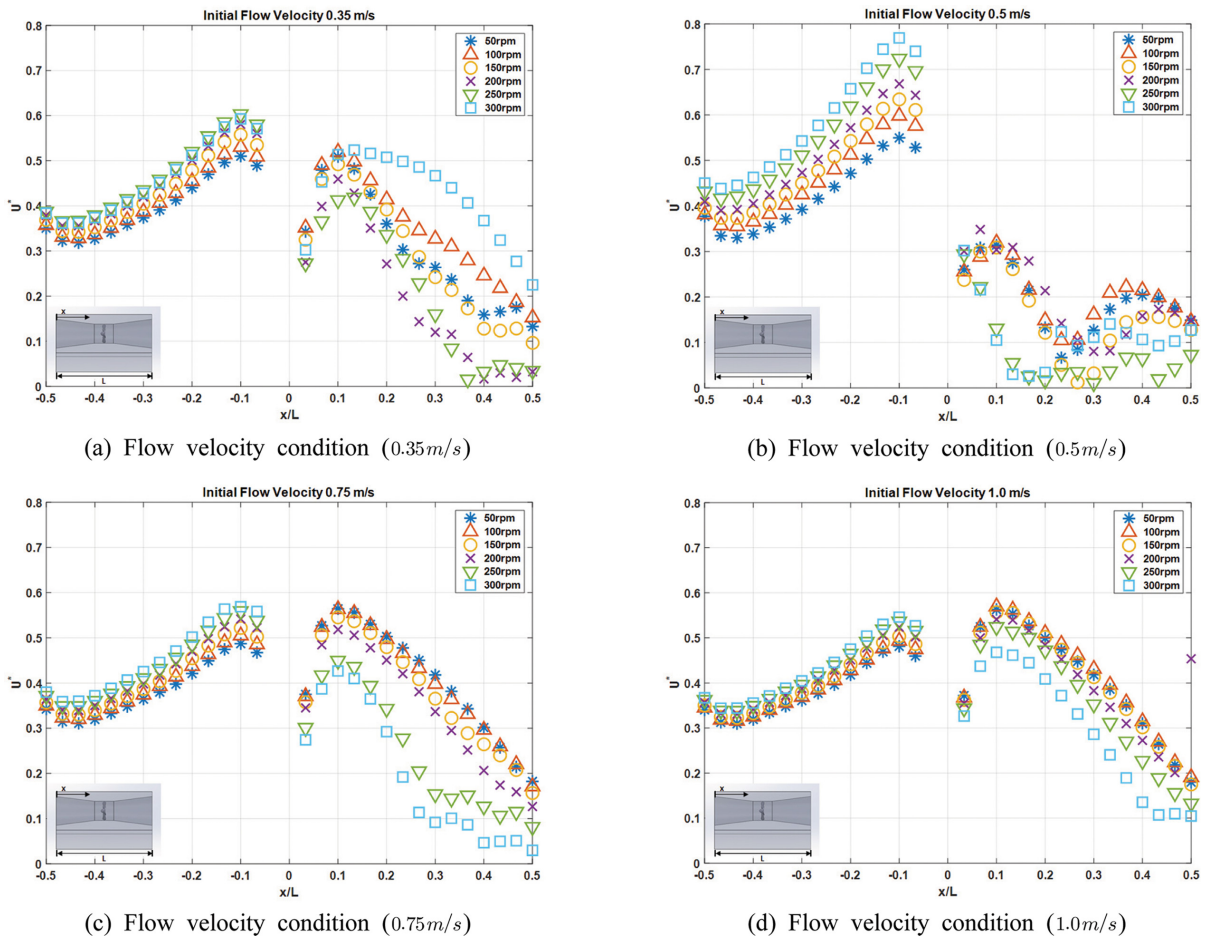 Initial Flow Velocity 0.35 m/s
0.8
0.7
0.6
0.5
0.4
0.3
0.2
0.1
0
U*
50rpm
100rpm
150rpm
200rpm
250rpm
300rpm
x
L
-0.5 -0.4 -0.3 -0.2 -0.1 0 0.1 0.2 0.3 0.4 0.5
x/L
(a) Flow velocity condition (0.35m/s)
Initial Flow Velocity 0.5 m/s
0.8
0.7
0.6
0.5
0.4
0.3
0.2
0.1
0
U*
50rpm
100rpm
150rpm
200rpm
250rpm
300rpm
x
L
-0.5 -0.4 -0.3 -0.2 -0.1 0 0.1 0.2 0.3 0.4 0.5
x/L
(b) Flow velocity condition (0.5m/s)
Initial Flow Velocity 0.75 m/s
0.8
0.7
0.6
0.5
0.4
0.3
0.2
0.1
0
U*
50rpm
100rpm
150rpm
200rpm
250rpm
300rpm
x
L
-0.5 -0.4 -0.3 -0.2 -0.1 0 0.1 0.2 0.3 0.4 0.5
x/L
(c) Flow velocity condition (0.75m/s)
Initial Flow Velocity 1.0 m/s
0.8
0.7
0.6
0.5
0.4
0.3
0.2
0.1
0
U*
50rpm
100rpm
150rpm
200rpm
250rpm
300rpm
x
L
-0.5 -0.4 -0.3 -0.2 -0.1 0 0.1 0.2 0.3 0.4 0.5
x/L
(d) Flow velocity condition (1.0m/s)